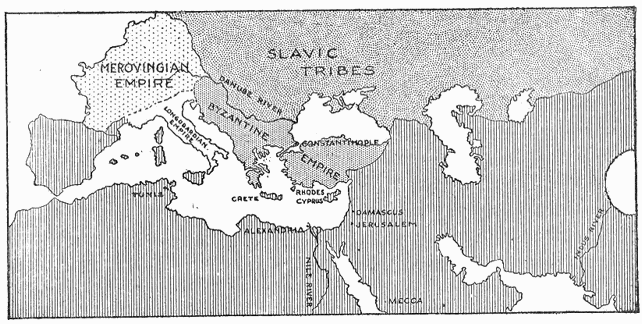 SLAVIC
TRIBES
MEROVINGIAN
EMPIRE
DANUBE RIVER
LONGOBARDIAN
EMPIRE
BYZANTINE
EMPIRE
CONSTANTINOPLE
TUNIS
CRETE
RHODES
CYPRUS
DAMASCUS
JERUSALEM
ALEXANDRIA
NILE RIVER
MECCA
INDUS RIVER